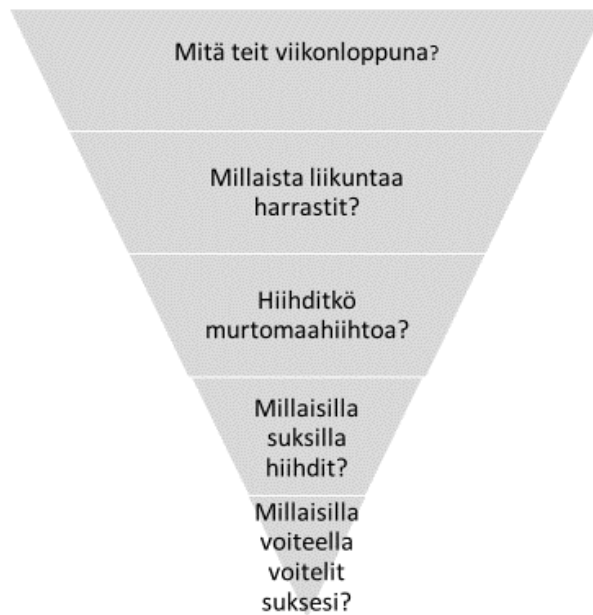 Mitä teit viikonloppuna?
Millaista liikuntaa
harrastit?
Hiihditkö
murtomaahiihtoa?
Millaisilla
suksilla
hiihdit?
Millaisilla
voiteella
voitelit
suksesi?